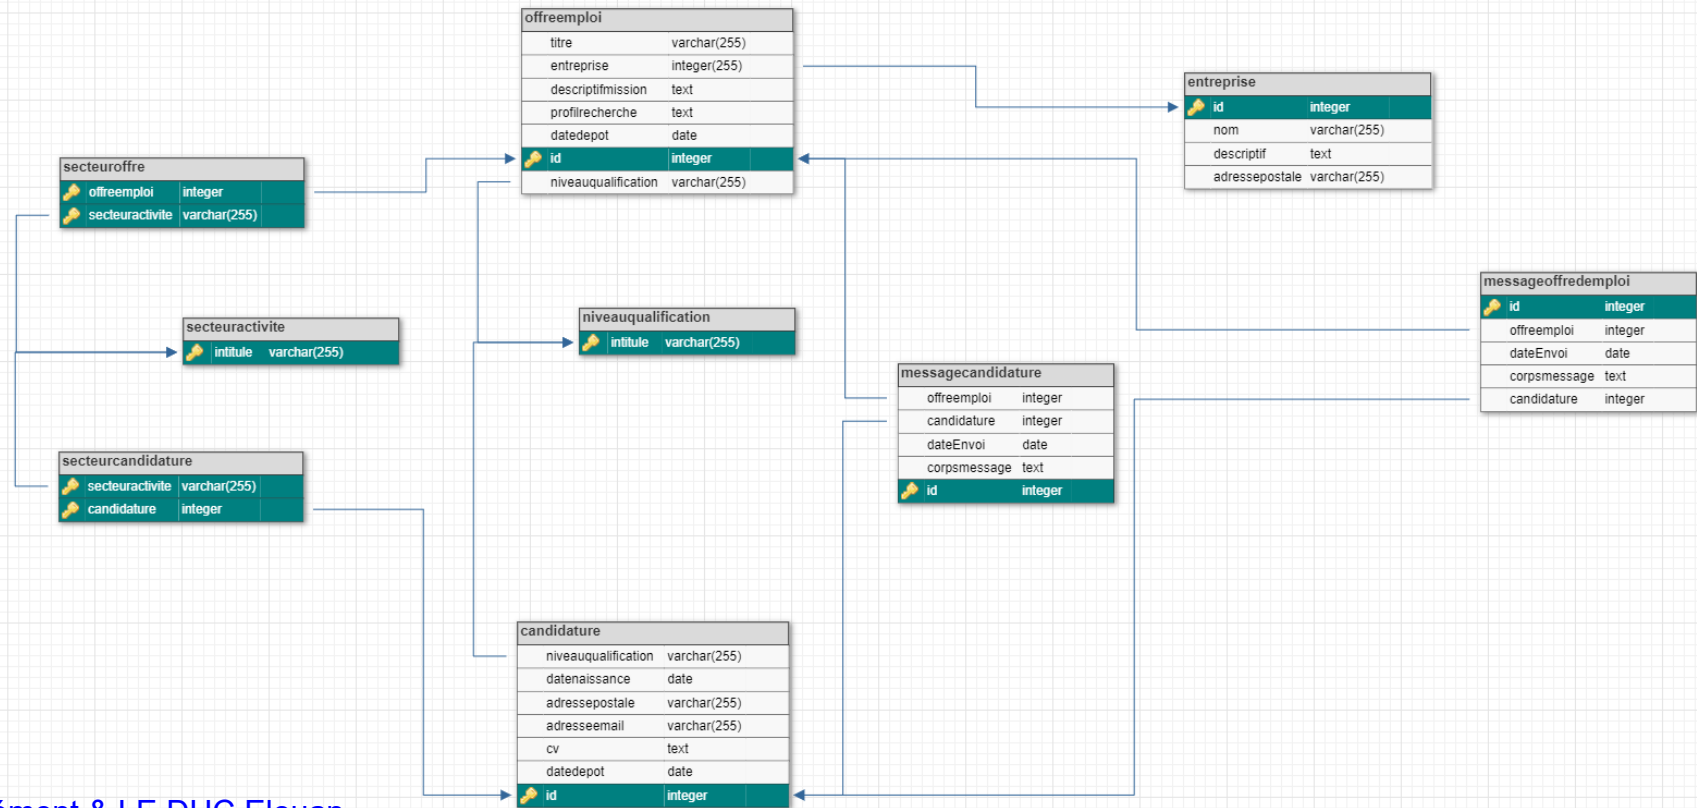 offreemploi
titre varchar(255)
entreprise integer(255)
descriptifmission text
profilrecherche text
datedepot date
id integer
niveauqualification varchar(255)
entreprise
id integer
nom varchar(255)
descriptif text
adressepostale varchar(255)
secteuroffre
offreemploi integer
secteuractivite varchar(255)
messageoffredemploi
id integer
offreemploi integer
dateEnvoi date
corpsmessage text
candidature integer
secteuractivite
intitule varchar(255)
niveauqualification
intitule varchar(255)
messagecandidature
offreemploi integer
candidature integer
dateEnvoi date
corpsmessage text
id integer
secteurcandidature
secteuractivite varchar(255)
candidature integer
candidature
niveauqualification varchar(255)
datenaissance date
adressepostale varchar(255)
adresseemail varchar(255)
cv text
datedepot date
id integer
& LE DUC